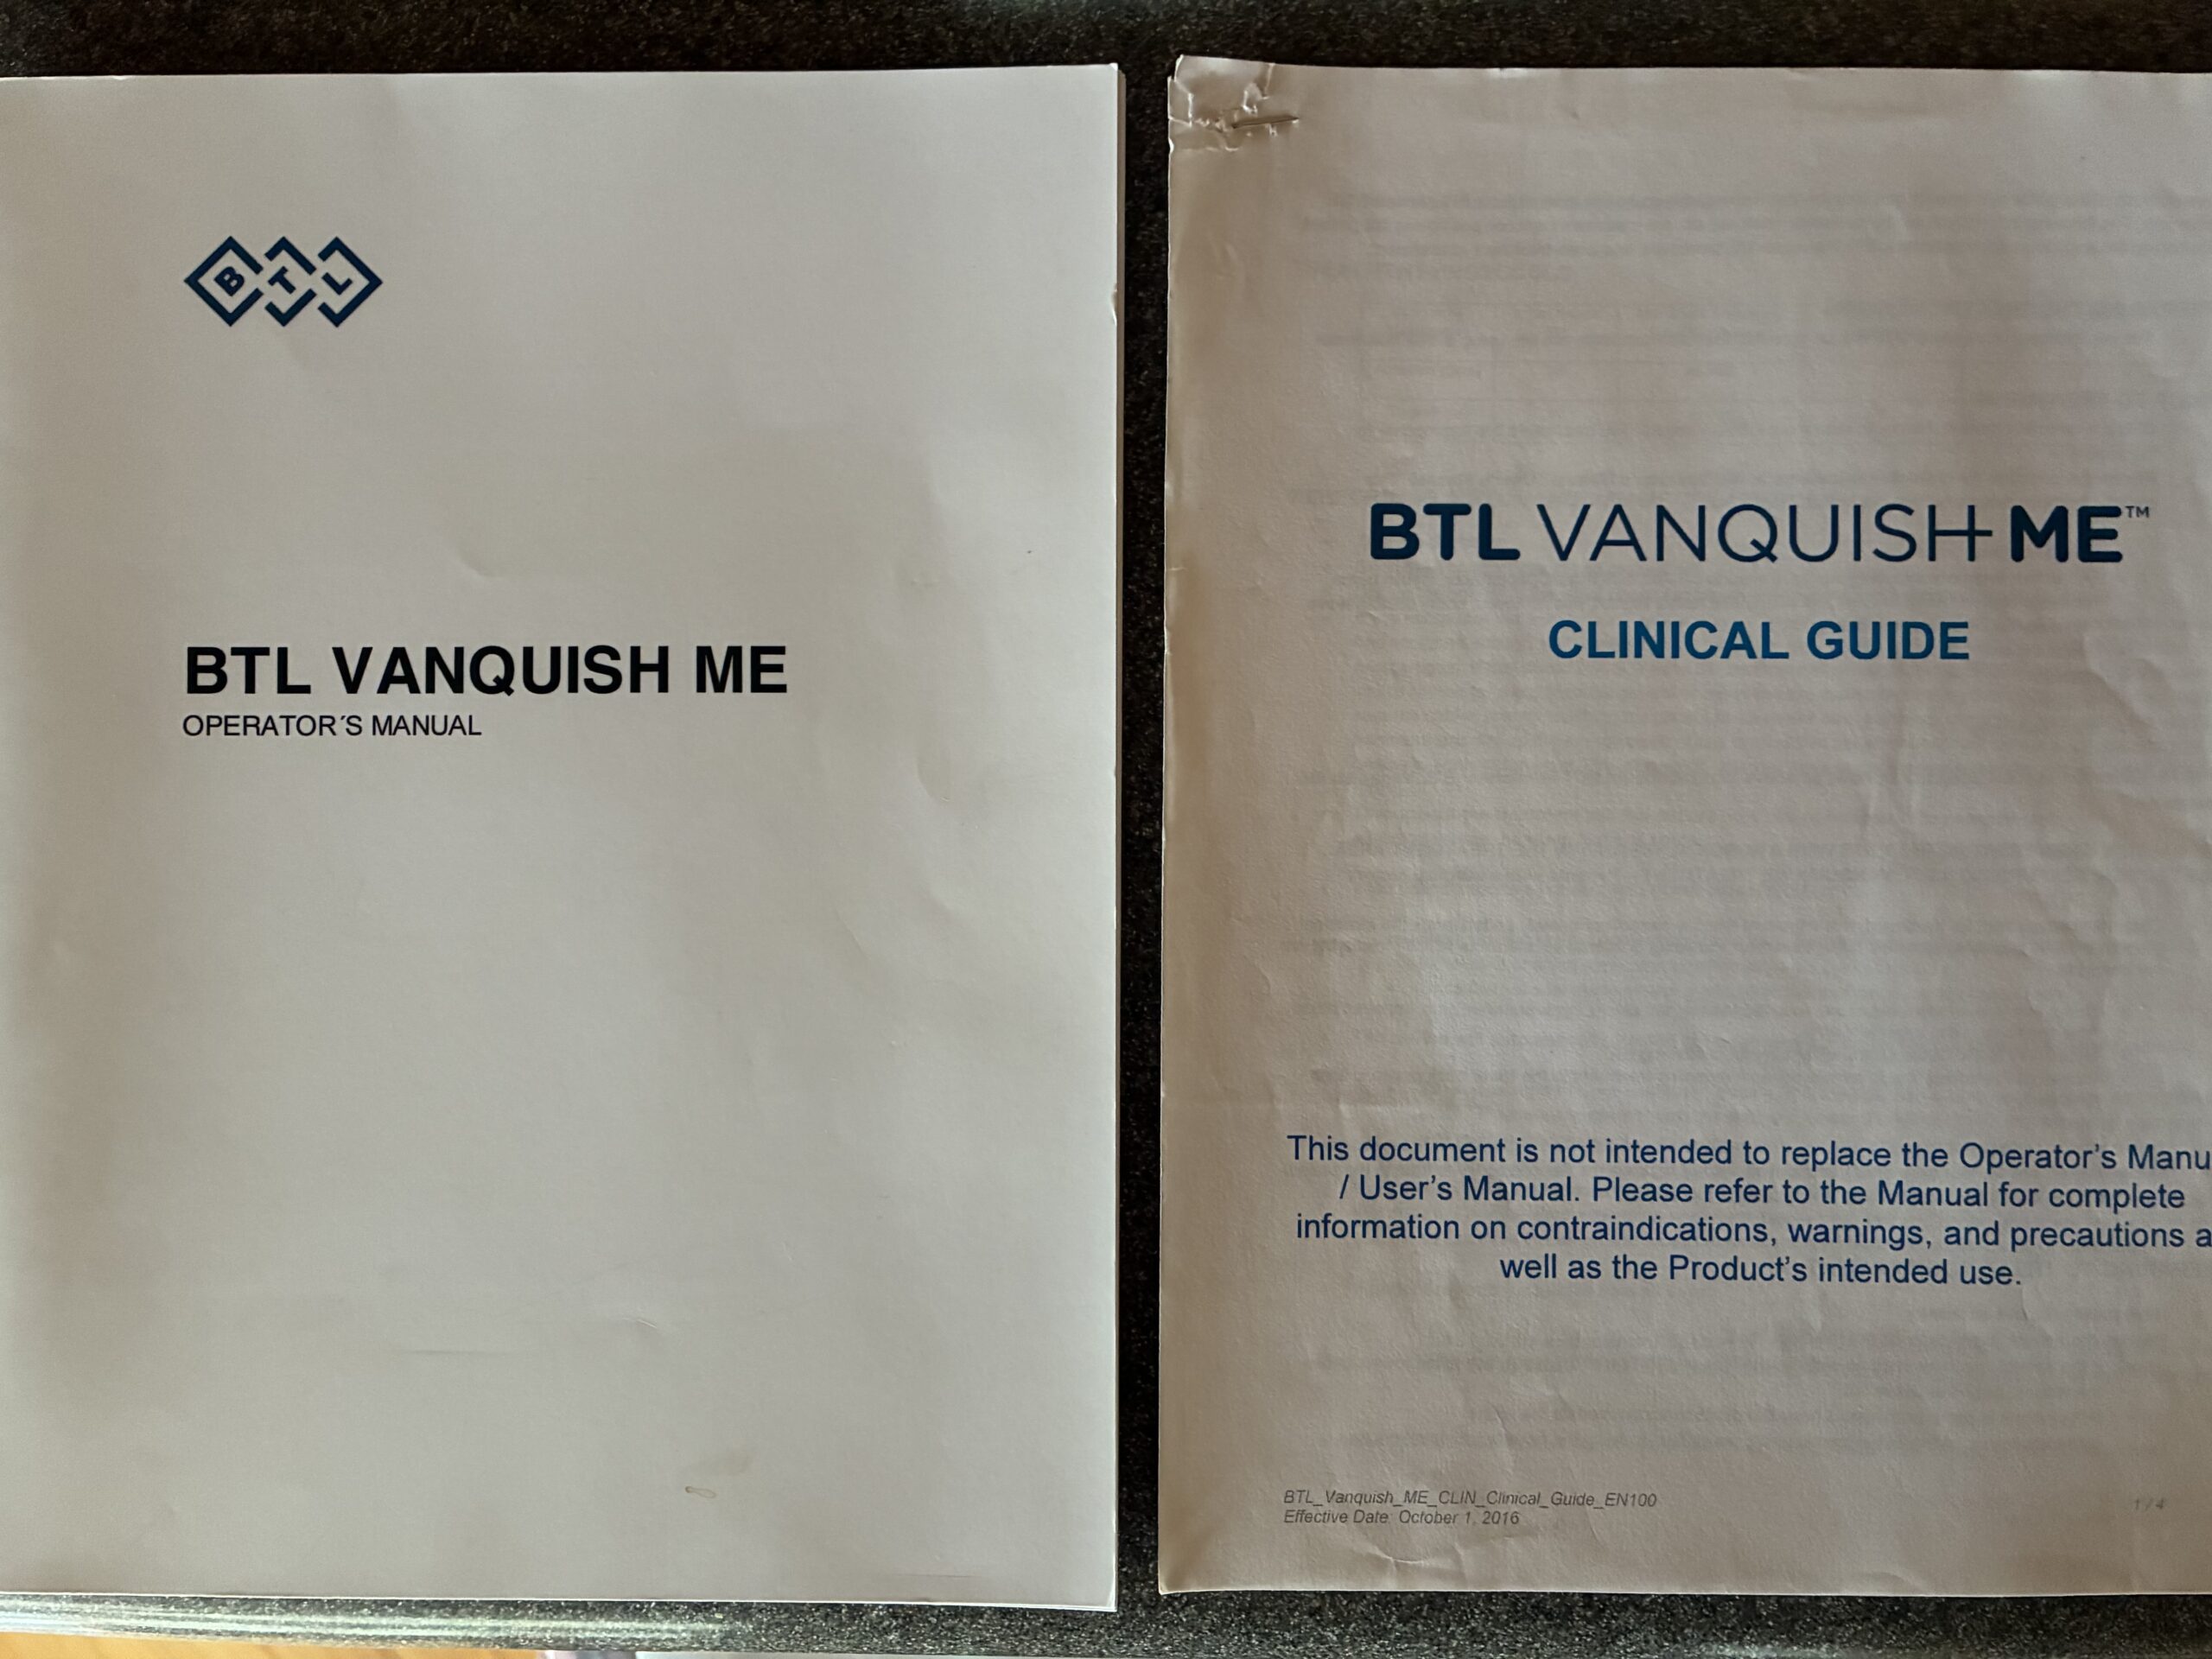 BTL
BTL VANQUISH ME
OPERATOR´S MANUAL
BTL VANQUISH ME™
CLINICAL GUIDE
This document is not intended to replace the Operator's Manu
/ User's Manual. Please refer to the Manual for complete
information on contraindications, warnings, and precautions a
well as the Product's intended use.
BTL_Vanquish_ME_CLIN_Clinical_Guide_EN100
Effective Date: October 1, 2016
1 / 4